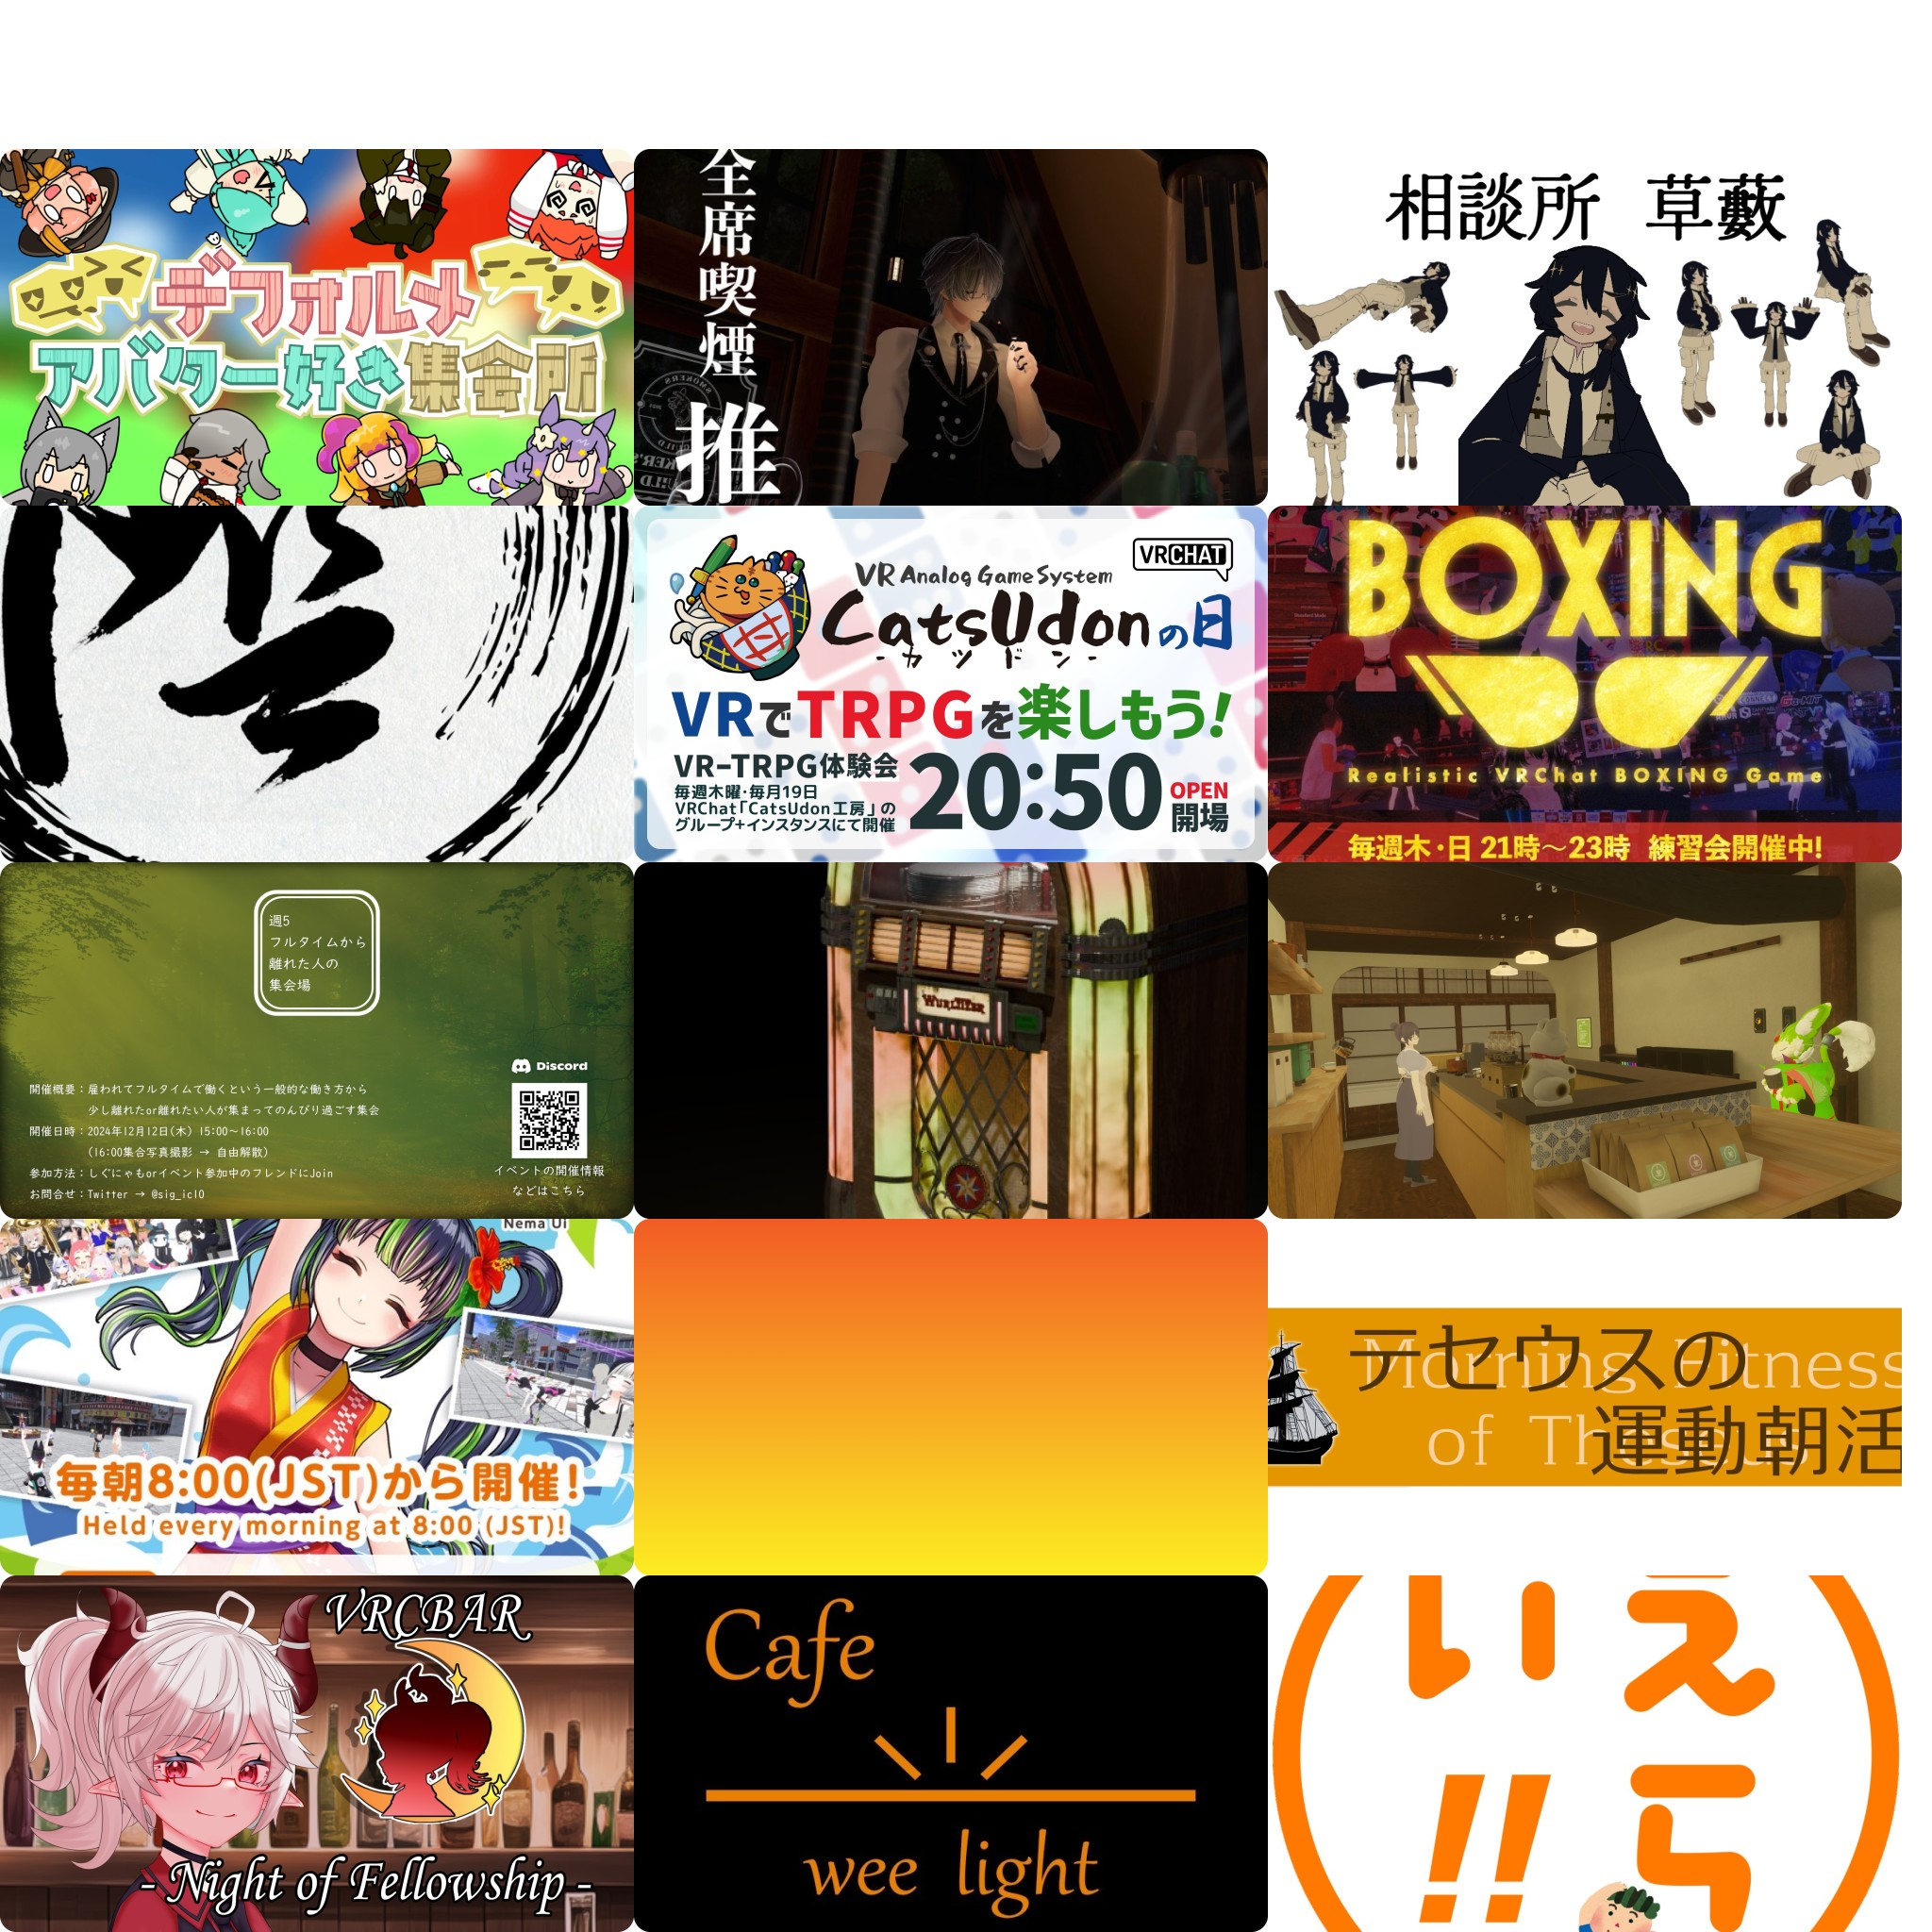 デフォルメ
アバター好き集会所
全席喫煙
推
相談所 草藪
VRCHAT
VR Analog Game System
CatsUdonの日
-カツドン-
VRでTRPGを楽しもう!
VR-TRPG体験会
毎週木曜・毎月19日
VRChat「CatsUdon工房」の
グループ+インスタンスにて開催
20:50
OPEN
開場
BOXING
Realistic VRChat BOXING Game
毎週木・日 21時～23時 練習会開催中!
週5
フルタイムから
離れた人の
集会場
Discord
開催概要：雇われてフルタイムで働くという一般的な働き方から
少し離れたor離れたい人が集まってのんびり過ごす集会
開催日時：2024年12月12日(木) 15:00～16:00
(16:00集合写真撮影 → 自由解散)
参加方法：しぐにゃもorイベント参加中のフレンドにJoin
お問合せ：Twitter → @sig_ic10
イベントの開催情報
などはこちら
WURLITZER
Nema Ui
毎朝8:00(JST)から開催!
Held every morning at 8:00 (JST)!
テセウスの
Morning Fitness
運動朝活
of Theseus
VRCBAR
- Night of Fellowship -
Cafe
wee light
えら
い!!